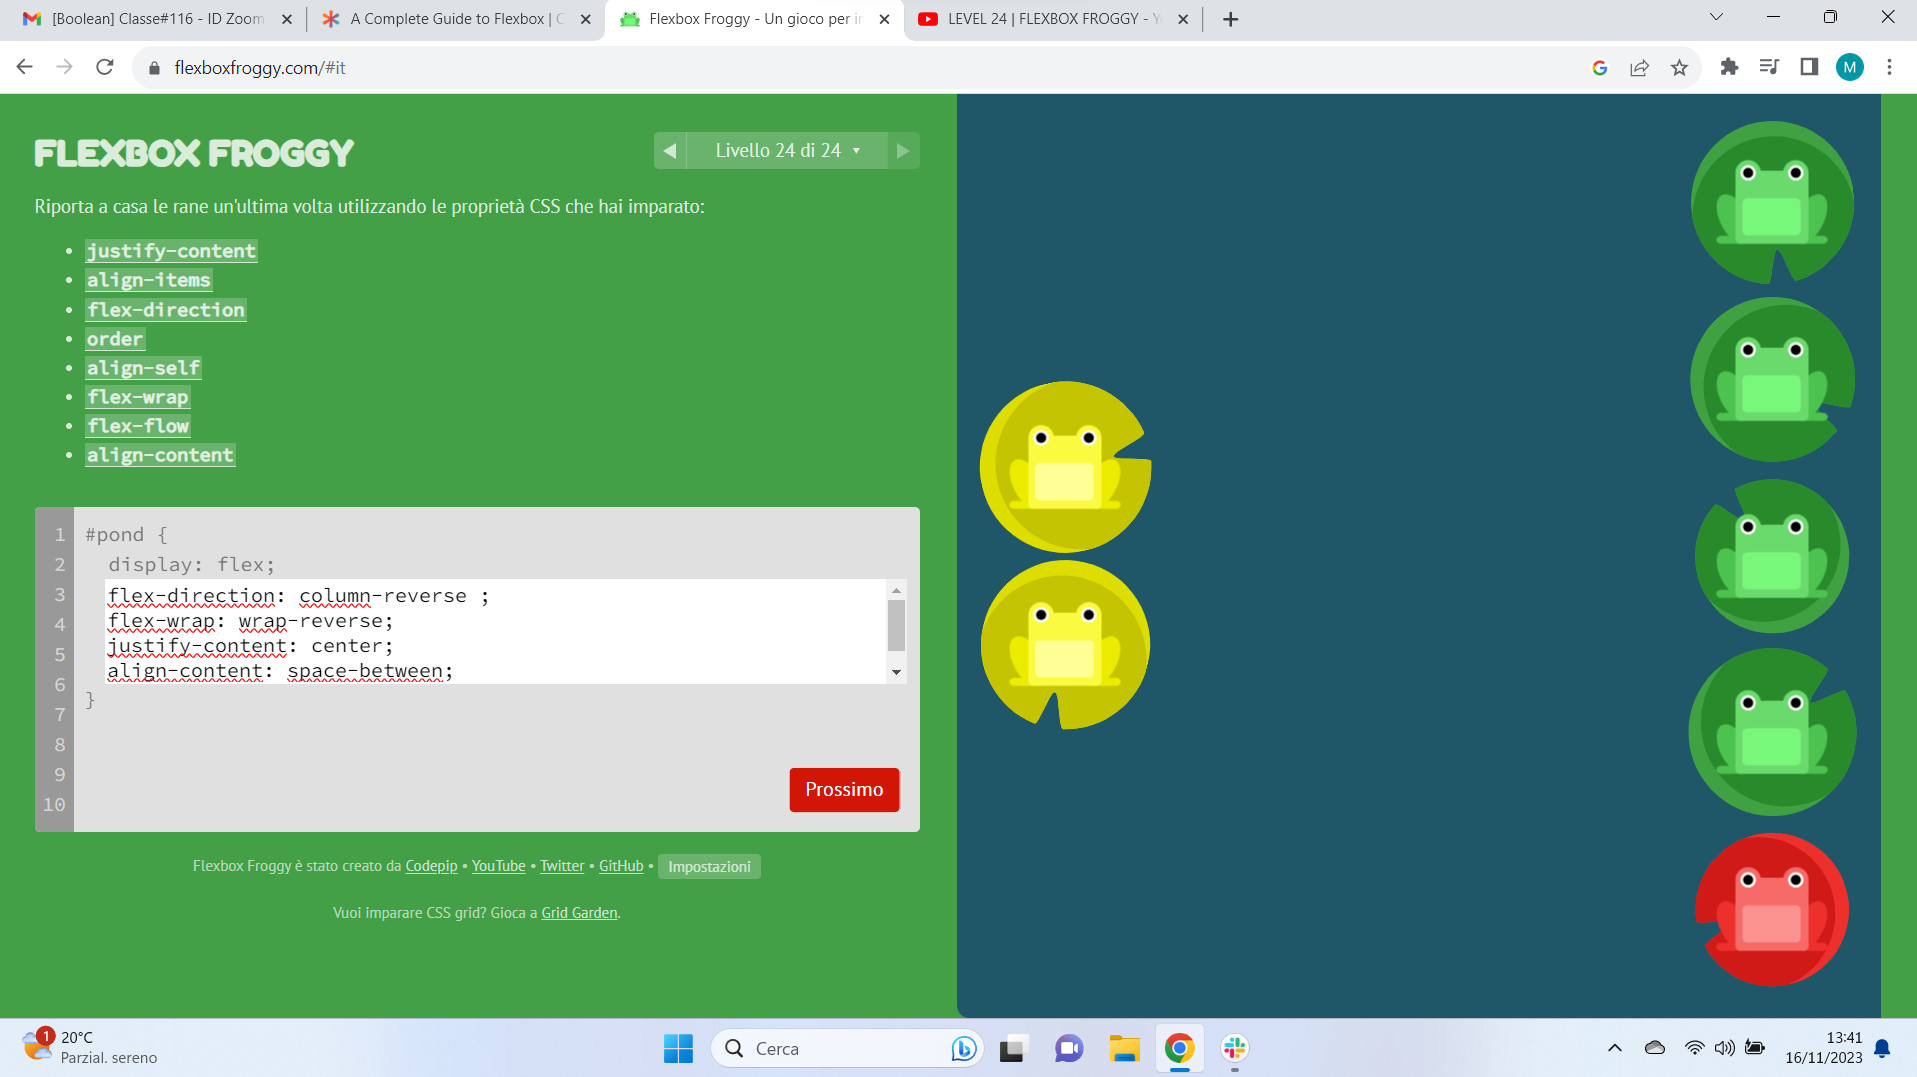 [Boolean] Classe#116 - ID Zoom
A Complete Guide to Flexbox | C
Flexbox Froggy - Un gioco per i
LEVEL 24 | FLEXBOX FROGGY - Y
flexboxfroggy.com/#it
M
FLEXBOX FROGGY
Livello 24 di 24
Riporta a casa le rane un'ultima volta utilizzando le proprietà CSS che hai imparato:
justify-content
align-items
flex-direction
order
align-self
flex-wrap
flex-flow
align-content
1 #pond {
2 display: flex;
3 flex-direction: column-reverse ;
4 flex-wrap: wrap-reverse;
5 justify-content: center;
6 align-content: space-between;
7 }
8
9
10
Prossimo
Flexbox Froggy è stato creato da Codepip • YouTube • Twitter • GitHub • Impostazioni
Vuoi imparare CSS grid? Gioca a Grid Garden.
1
20°C
Parzial. sereno
Cerca
13:41
16/11/2023